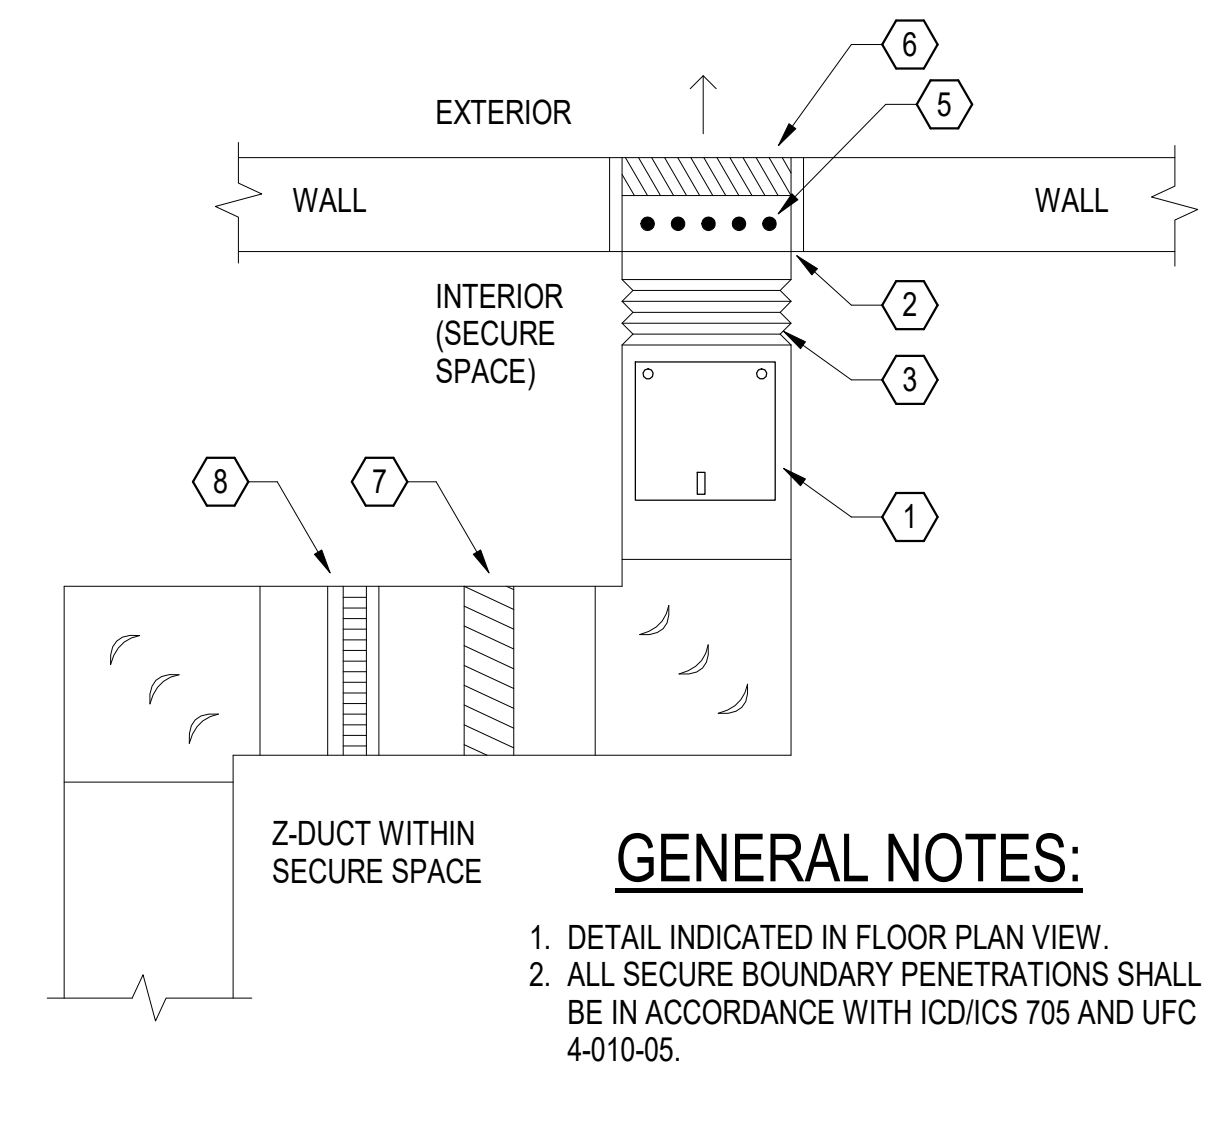 6
5
EXTERIOR
WALL
WALL
INTERIOR
(SECURE
SPACE)
2
3
8
7
1
Z-DUCT WITHIN
SECURE SPACE
GENERAL NOTES:
1. DETAIL INDICATED IN FLOOR PLAN VIEW.
2. ALL SECURE BOUNDARY PENETRATIONS SHALL
BE IN ACCORDANCE WITH ICD/ICS 705 AND UFC
4-010-05.